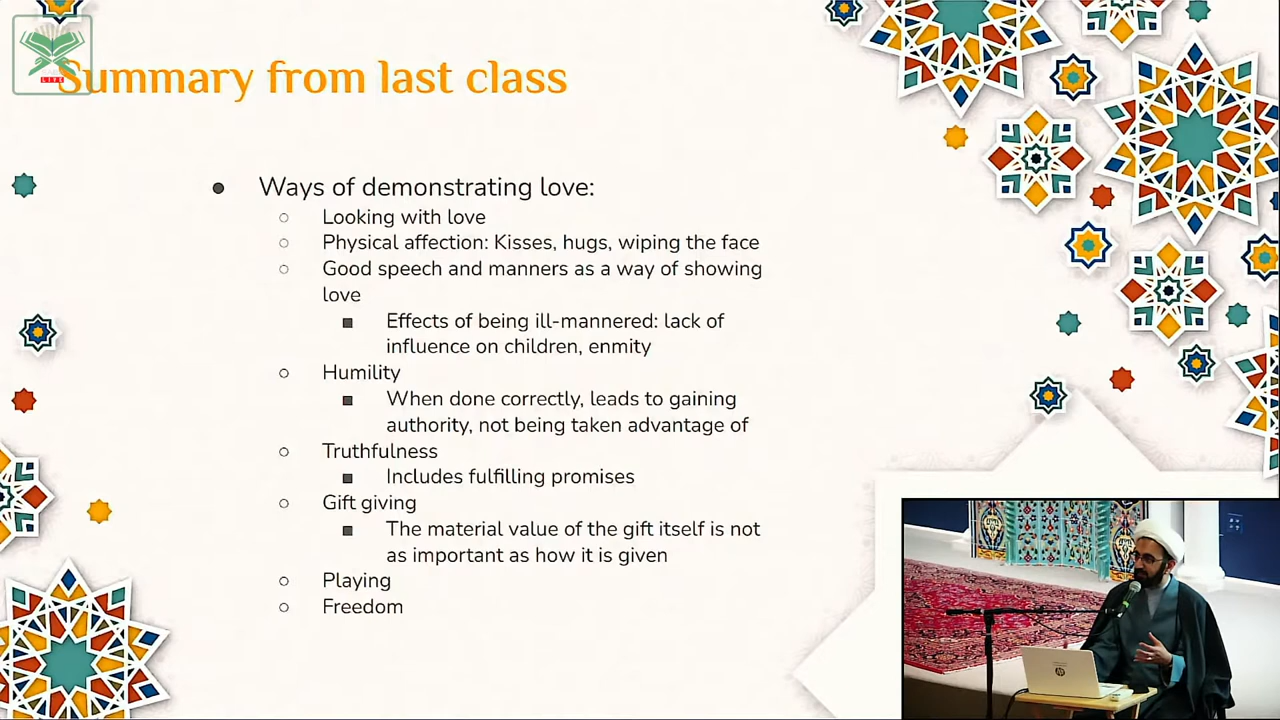 LIVE
Summary from last class
Ways of demonstrating love:
Looking with love
Physical affection: Kisses, hugs, wiping the face
Good speech and manners as a way of showing
love
Effects of being ill-mannered: lack of
influence on children, enmity
Humility
When done correctly, leads to gaining
authority, not being taken advantage of
Truthfulness
Includes fulfilling promises
Gift giving
The material value of the gift itself is not
as important as how it is given
Playing
Freedom
hp